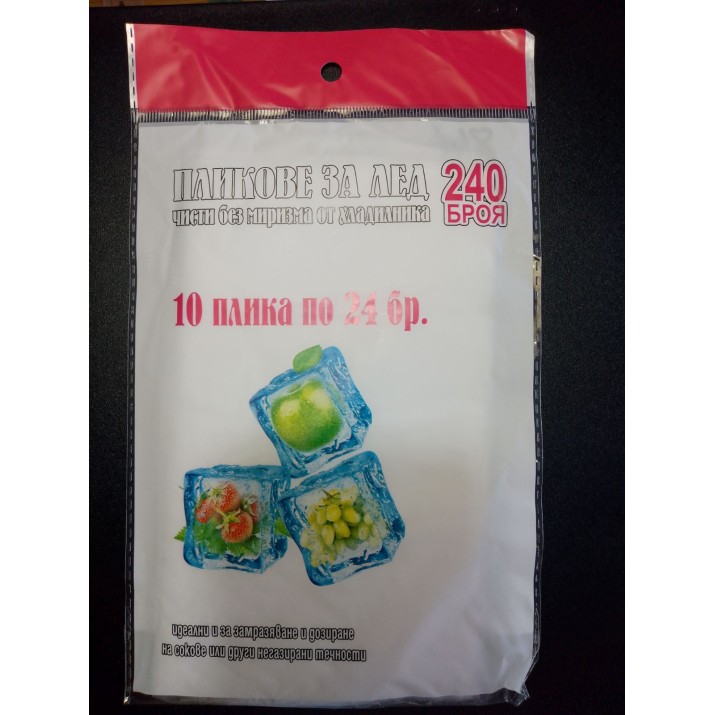 ПЛИКОВЕ ЗА ЛЕД
чисти без миризма от хладилника
240
БРОЯ
10 плика по 24 бр.
идеални и за замразяване и дозиране
на сокове или други негазирани течности